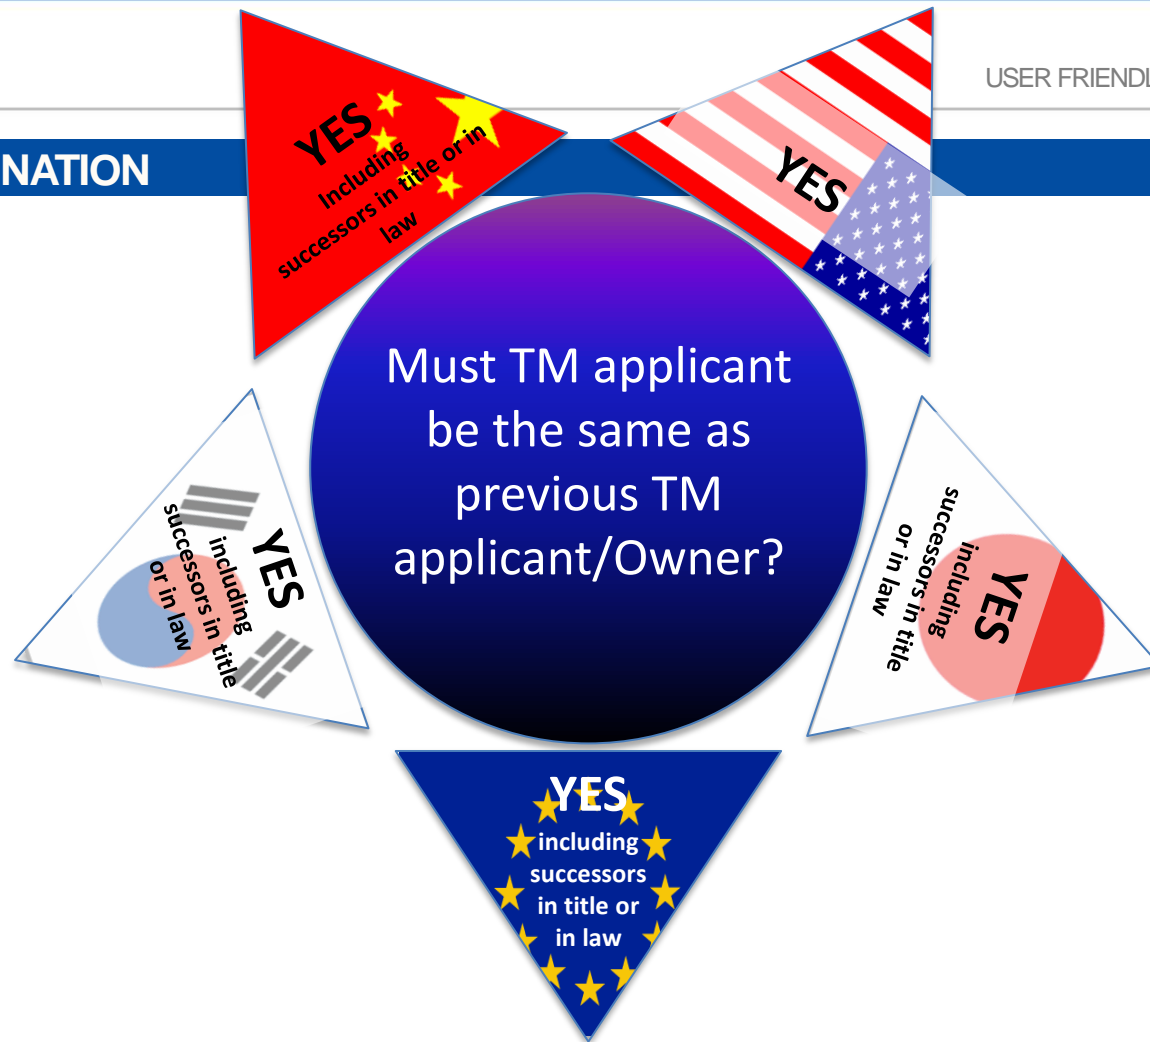 USER FRIENDL
NATION
YES
Including
successors in title or in
law
YES
Must TM applicant
be the same as
previous TM
applicant/Owner?
YES
including
successors in title
or in law
YES
including
successors in title
or in law
YES
including
successors
in title or
in law